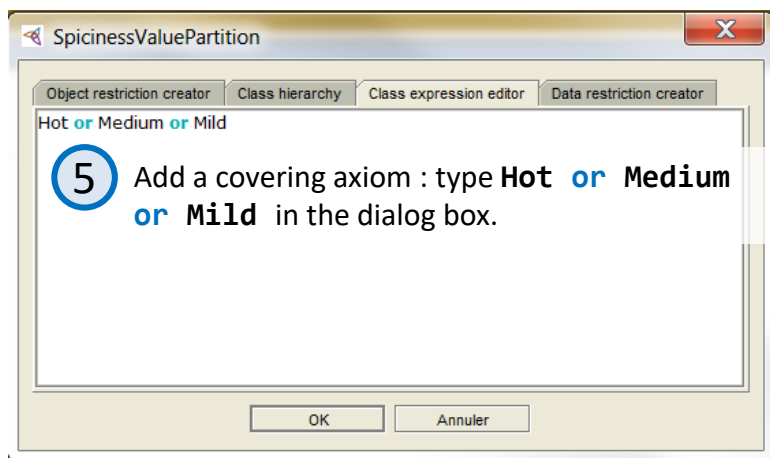 SpicinessValuePartition
X
Object restriction creator Class hierarchy Class expression editor Data restriction creator
Hot or Medium or Mild
5 Add a covering axiom : type Hot or Medium
or Mild in the dialog box.
OK Annuler